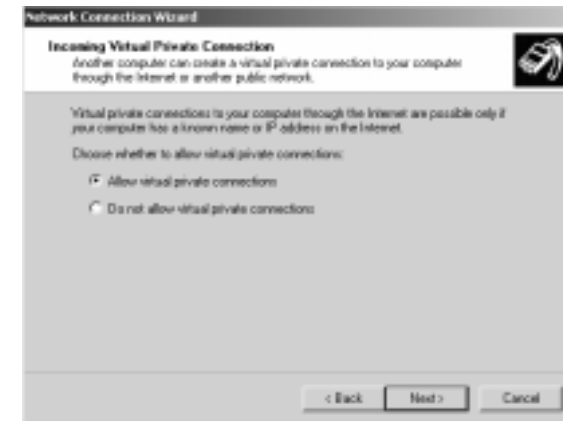 Network Connection Wizard
Incoming Virtual Private Connection
Another computer can create a virtual private connection to your computer
through the Internet or another public network.
Virtual private connections to your computer through the Internet are possible only if
your computer has a known name or IP address on the Internet.
Choose whether to allow virtual private connections:
Allow virtual private connections
Do not allow virtual private connections
< Back Next > Cancel